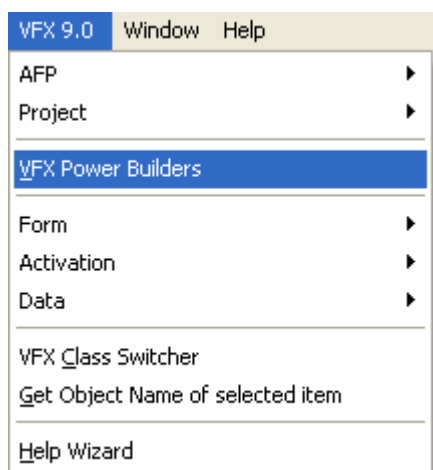 VFX 9.0 Window Help
AFP
Project
VFX Power Builders
Form
Activation
Data
VFX Class Switcher
Get Object Name of selected item
Help Wizard